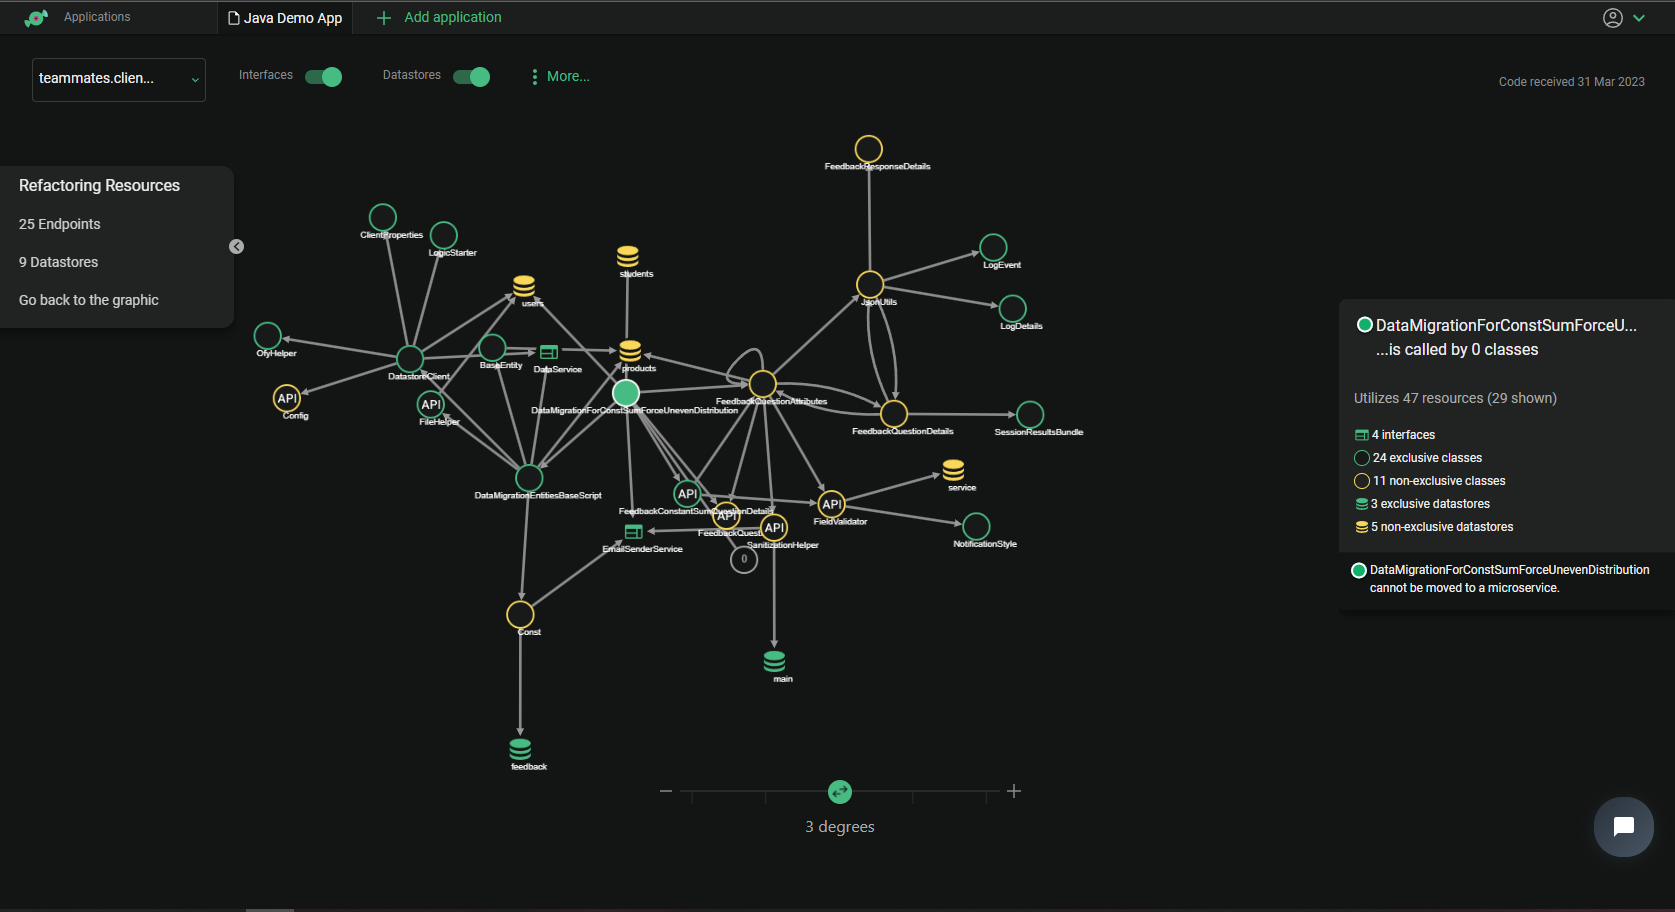 Applications
Java Demo App
Add application
teammates.clien...
Interfaces
Datastores
More...
Code received 31 Mar 2023
Refactoring Resources
25 Endpoints
9 Datastores
Go back to the graphic
FeedbackResponseDetails
ClientProperties
LogicStarter
students
LogEvent
users
JsonUtils
LogDetails
OfyHelper
BaseEntity
DataService
products
DatastoreClient
API
Config
API
FileHelper
DataMigrationForConstSumForceUnevenDistribution
FeedbackQuestionAttributes
FeedbackQuestionDetails
SessionResultsBundle
DataMigrationEntitiesBaseScript
API
FeedbackConstantSumQuestionDetails
API
FeedbackQuesti
API
SanitizationHelper
API
FieldValidator
service
NotificationStyle
EmailSenderService
0
Const
main
feedback
3 degrees
DataMigrationForConstSumForceU...
...is called by 0 classes
Utilizes 47 resources (29 shown)
4 interfaces
24 exclusive classes
11 non-exclusive classes
3 exclusive datastores
5 non-exclusive datastores
DataMigrationForConstSumForceUnevenDistribution
cannot be moved to a microservice.